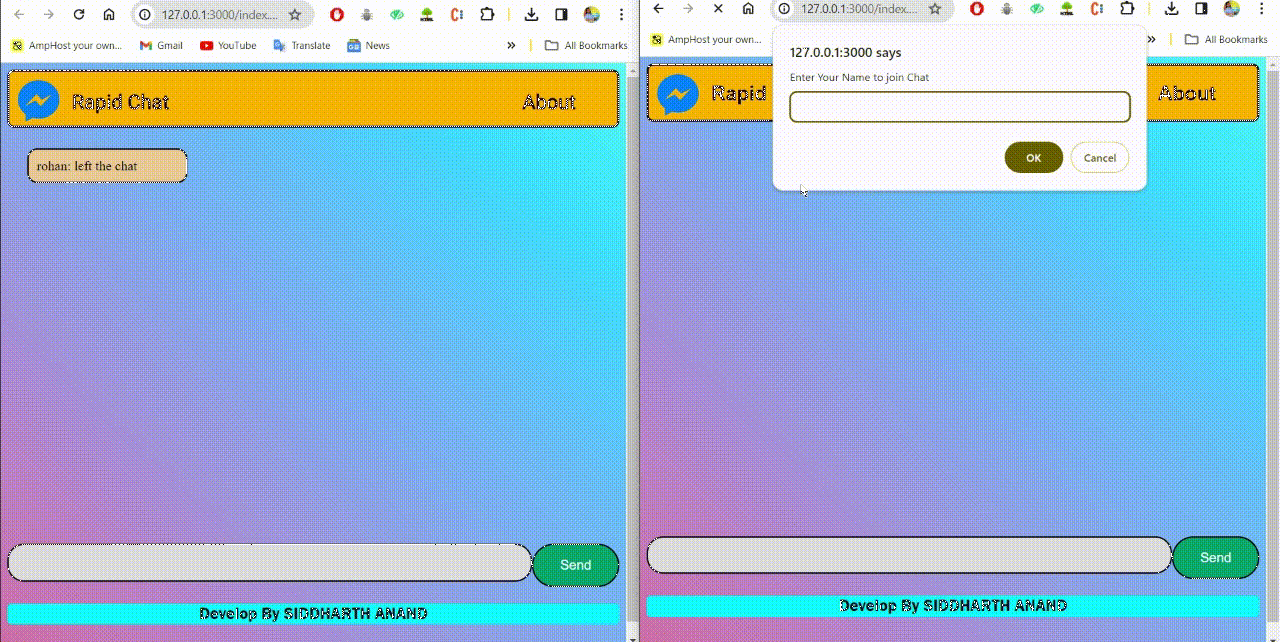 127.0.0.1:3000/index....
AmpHost your own...
Gmail
YouTube
Translate
News
»
All Bookmarks
Rapid Chat
About
rohan: left the chat
Send
Develop By SIDDHARTH ANAND
127.0.0.1:3000/index....
AmpHost your own...
»
All Bookmarks
127.0.0.1:3000 says
Enter Your Name to join Chat
OK
Cancel
Rapid
About
Send
Develop By SIDDHARTH ANAND